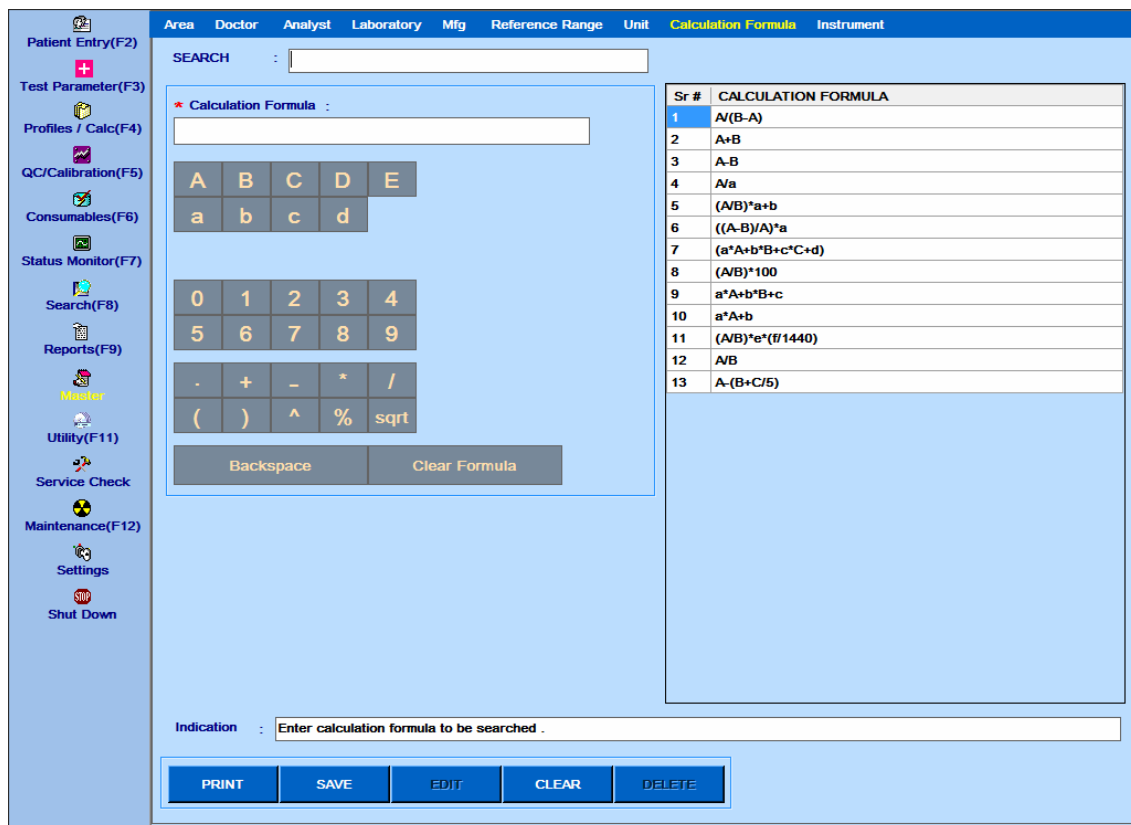 Patient Entry(F2)
Test Parameter(F3)
Profiles / Calc(F4)
QC/Calibration(F5)
Consumables(F6)
Status Monitor(F7)
Search(F8)
Reports(F9)
Master
Utility(F11)
Service Check
Maintenance(F12)
Settings
STOP
Shut Down
Area Doctor Analyst Laboratory Mfg Reference Range Unit Calculation Formula Instrument
SEARCH :
* Calculation Formula :
A B C D E
a b c d
0 1 2 3 4
5 6 7 8 9
. + - * /
( ) ^ % sqrt
Backspace Clear Formula
Sr # CALCULATION FORMULA
1 A/(B-A)
2 A+B
3 A-B
4 A/a
5 (A/B)*a+b
6 ((A-B)/A)*a
7 (a*A+b*B+c*C+d)
8 (A/B)*100
9 a*A+b*B+c
10 a*A+b
11 (A/B)*e*(f/1440)
12 A/B
13 A-(B+C/5)
Indication : Enter calculation formula to be searched .
PRINT SAVE EDIT CLEAR DELETE